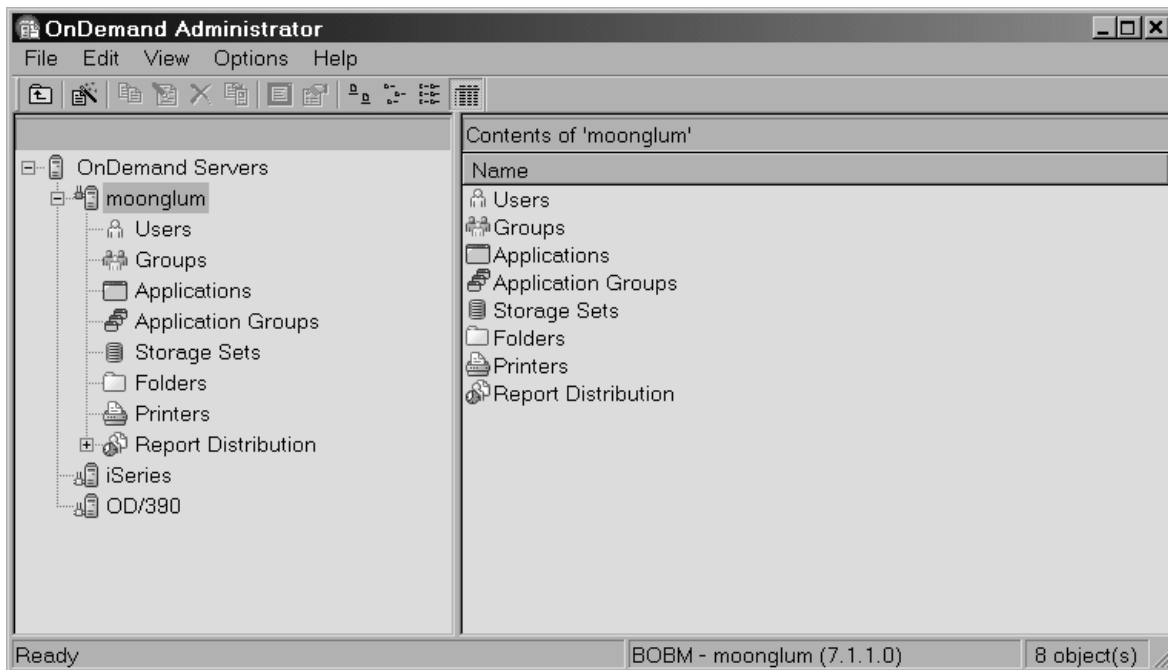 OnDemand Administrator
File Edit View Options Help
OnDemand Servers
moonglum
Users
Groups
Applications
Application Groups
Storage Sets
Folders
Printers
Report Distribution
iSeries
OD/390
Contents of 'moonglum'
Name
Users
Groups
Applications
Application Groups
Storage Sets
Folders
Printers
Report Distribution
Ready
BOBM - moonglum (7.1.1.0)
8 object(s)